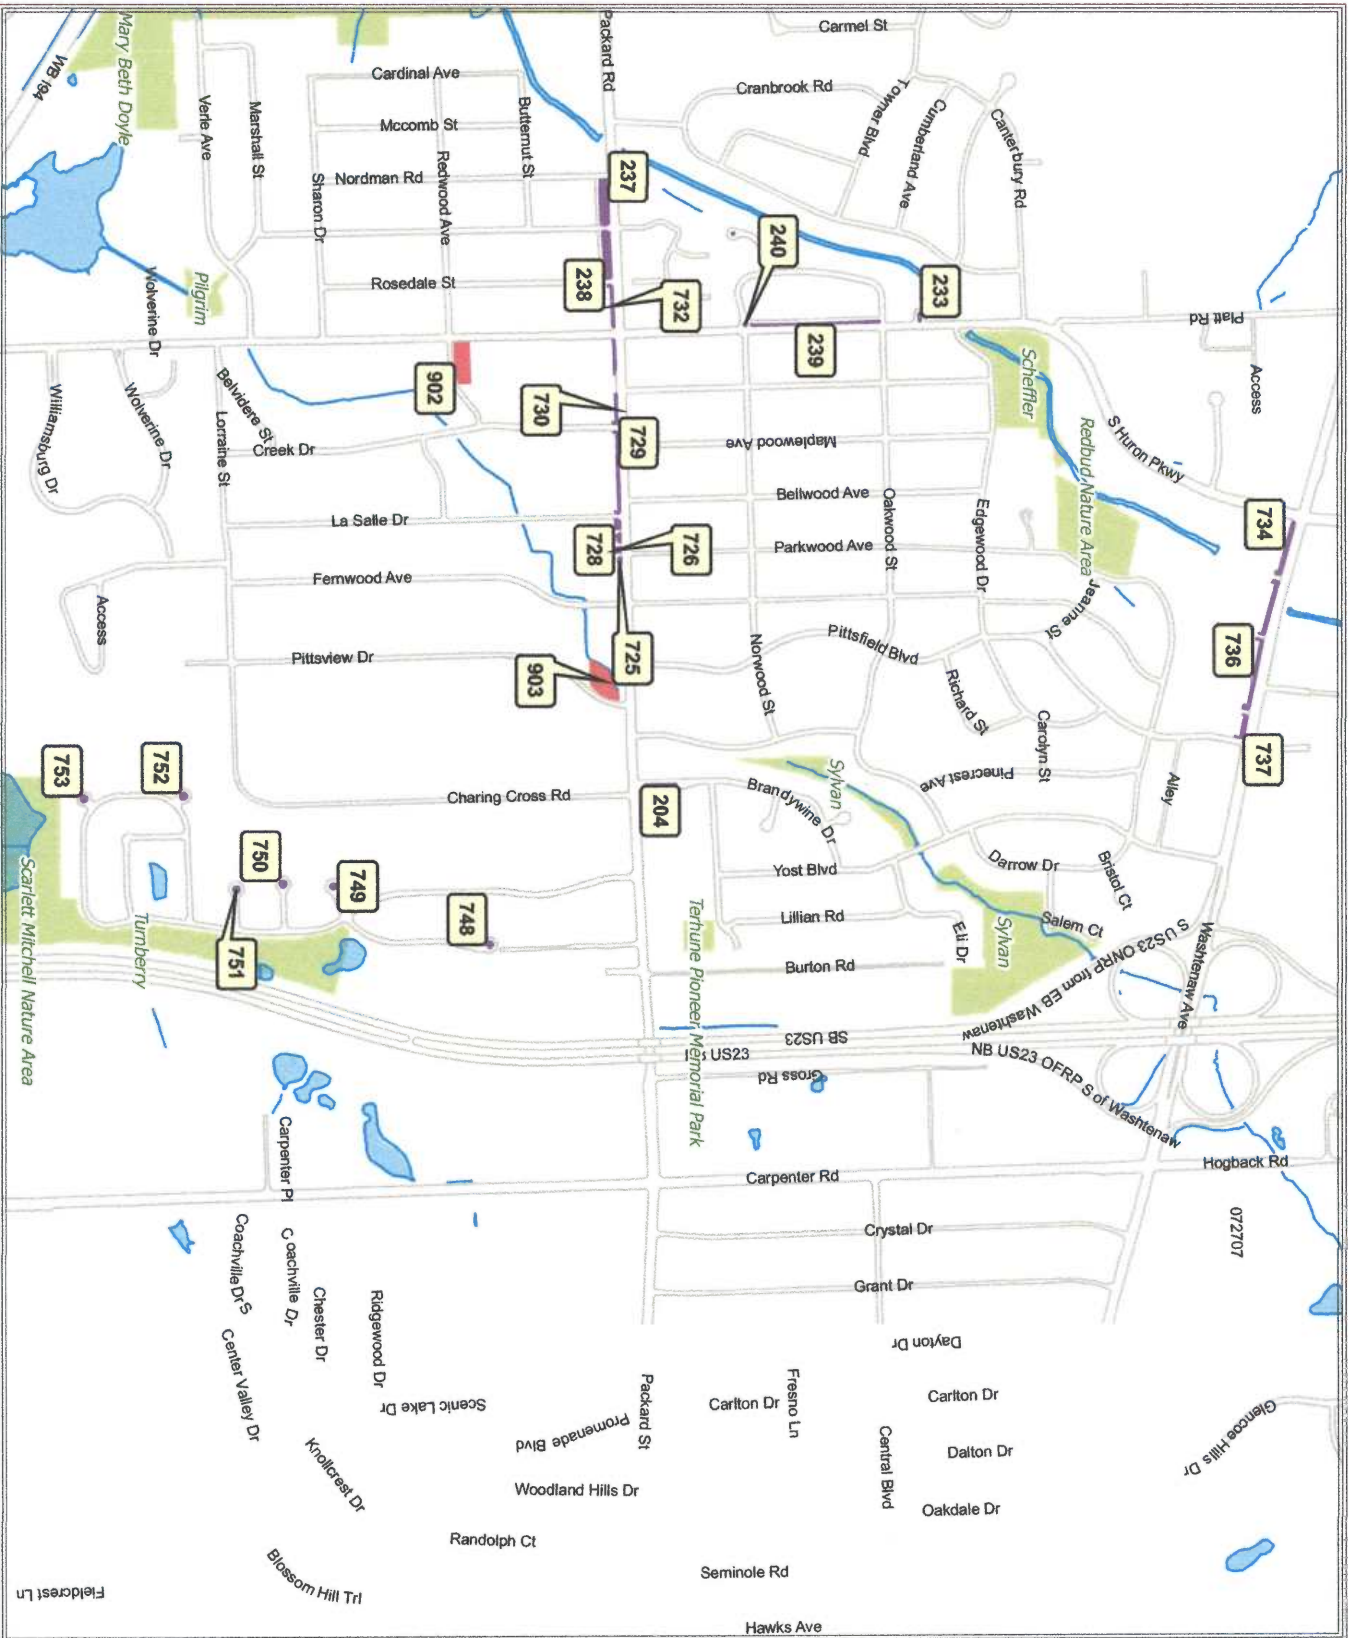 Carmel St
Packard Rd
Mary Beth Doyle
WB I94
Cardinal Ave
Cranbrook Rd
Towner Blvd
Cumberland Ave
Canterbury Rd
Verle Ave
Marshall St
Mccomb St
Butternut St
Nordman Rd
Redwood Ave
Sharon Dr
237
240
233
238
732
239
Rosedale St
Pilgrim
Wolverine Dr
Platt Rd
Access
Scheffler
902
730
729
Maplewood Ave
S Huron Pkwy
Redbud Nature Area
Belvidere St
Lorraine St
Creek Dr
Wolverine Dr
Williamsburg Dr
La Salle Dr
Bellwood Ave
Oakwood St
Edgewood Dr
734
728
726
Parkwood Ave
Fernwood Ave
Jeanne St
Access
Pittsview Dr
903
725
Norwood St
Pittsfield Blvd
Richard St
Carolyn St
736
737
753
752
Charing Cross Rd
204
Brandywine Dr
Sylvan
Pinecrest Ave
Alley
750
749
751
748
Yost Blvd
Lillian Rd
Darrow Dr
Bristol Ct
Salem Ct
Eli Dr
Sylvan
Burton Rd
Scarlett Mitchell Nature Area
Turnberry
Terhune Pioneer Memorial Park
S US23 ONRP from EB Washtenaw
Washtenaw Ave
SB US23
US23
Gross Rd
NB US23 OFRP S of Washtenaw
Carpenter Pl
Carpenter Rd
Hogback Rd
072707
Coachville Dr S
Coachville Dr
Chester Dr
Ridgewood Dr
Crystal Dr
Grant Dr
Dayton Dr
Center Valley Dr
Scenic Lake Dr
Packard St
Promenade Blvd
Carlton Dr
Fresno Ln
Carlton Dr
Glencoe Hills Dr
Knollcrest Dr
Woodland Hills Dr
Central Blvd
Dalton Dr
Oakdale Dr
Randolph Ct
Blossom Hill Trl
Fieldcrest Ln
Seminole Rd
Hawks Ave